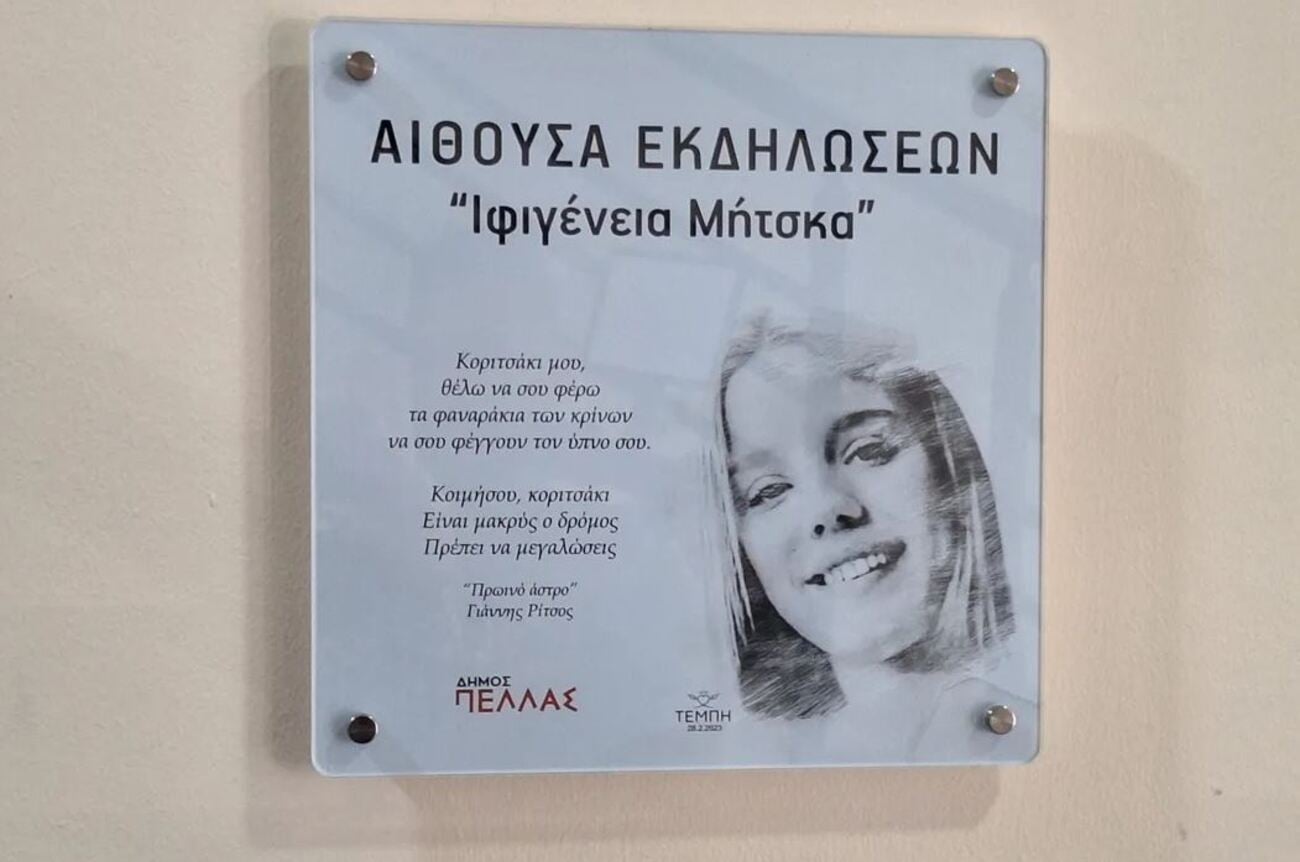 ΑΙΘΟΥΣΑ ΕΚΔΗΛΩΣΕΩΝ
“Ιφιγένεια Μήτσκα”
Κοριτσάκι μου,
θέλω να σου φέρω
τα φαναράκια των κρίνων
να σου φέγγουν τον ύπνο σου.
Κοιμήσου, κοριτσάκι
Είναι μακρύς ο δρόμος
Πρέπει να μεγαλώσεις
“Πρωινό άστρο”
Γιάννης Ρίτσος
ΔΗΜΟΣ
ΠΕΛΛΑΣ
ΤΕΜΠΗ
28.2.2023